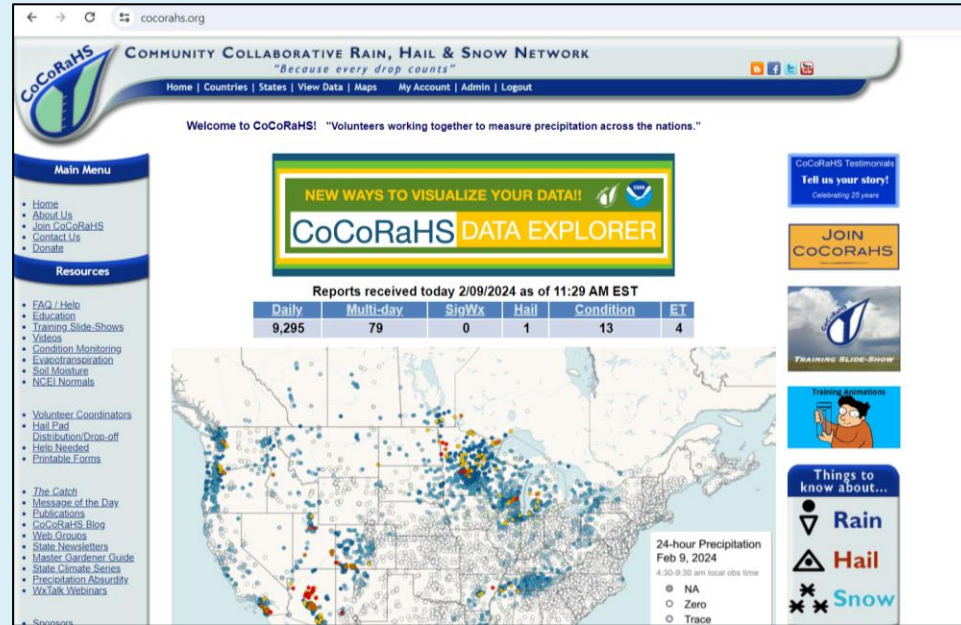 cocorahs.org
CoCoRaHS
COMMUNITY COLLABORATIVE RAIN, HAIL & SNOW NETWORK
"Because every drop counts"
Home | Countries | States | View Data | Maps My Account | Admin | Logout
Welcome to CoCoRaHS! "Volunteers working together to measure precipitation across the nations."
Main Menu
Home
About Us
Join CoCoRaHS
Contact Us
Donate
Resources
FAQ / Help
Education
Training Slide-Shows
Videos
Condition Monitoring
Evapotranspiration
Soil Moisture
NCEI Normals
Volunteer Coordinators
Hail Pad
Distribution/Drop-off
Help Needed
Printable Forms
The Catch
Message of the Day
Publications
CoCoRaHS Blog
Web Groups
State Newsletters
Master Gardener Guide
State Climate Series
Precipitation Absurdity
WxTalk Webinars
Sponsors
NEW WAYS TO VISUALIZE YOUR DATA!!
CoCoRaHS DATA EXPLORER
Reports received today 2/09/2024 as of 11:29 AM EST
Daily Multi-day SigWx Hail Condition ET
9,295 79 0 1 13 4
24-hour Precipitation
Feb 9, 2024
4:30-9:30 am local obs time
NA
Zero
Trace
CoCoRaHS Testimonials
Tell us your story!
Celebrating 25 years
JOIN
COCORAHS
TRAINING SLIDE-SHOW
Training Animations
Things to
know about...
Rain
Hail
Snow